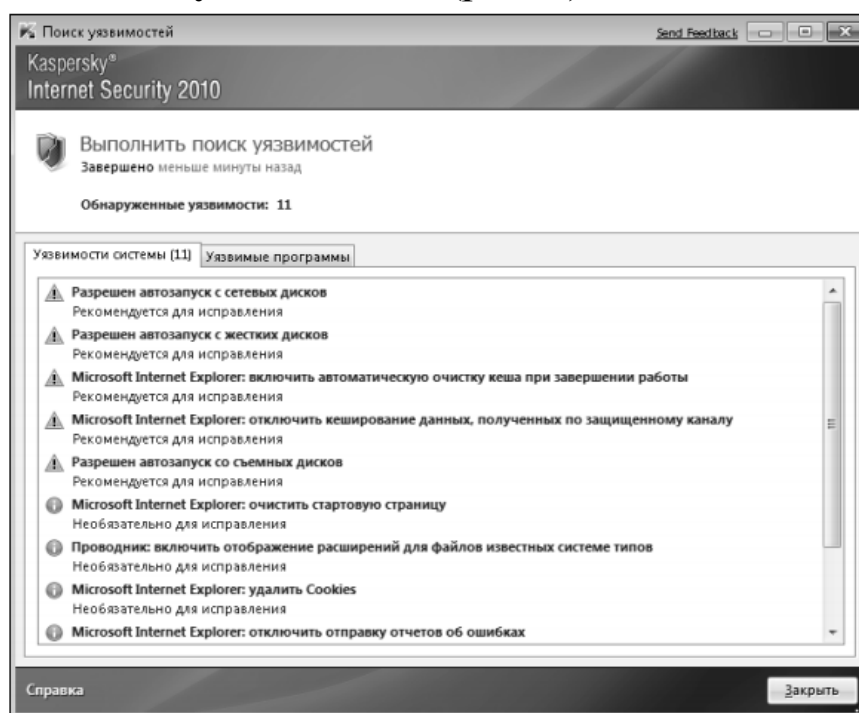 Поиск уязвимостей
Send Feedback
Kaspersky®
Internet Security 2010
Выполнить поиск уязвимостей
Завершено меньше минуты назад
Обнаруженные уязвимости: 11
Уязвимости системы (11) Уязвимые программы
Разрешен автозапуск с сетевых дисков
Рекомендуется для исправления
Разрешен автозапуск с жестких дисков
Рекомендуется для исправления
Microsoft Internet Explorer: включить автоматическую очистку кеша при завершении работы
Рекомендуется для исправления
Microsoft Internet Explorer: отключить кеширование данных, полученных по защищенному каналу
Рекомендуется для исправления
Разрешен автозапуск со съемных дисков
Рекомендуется для исправления
Microsoft Internet Explorer: очистить стартовую страницу
Необязательно для исправления
Проводник: включить отображение расширений для файлов известных системе типов
Необязательно для исправления
Microsoft Internet Explorer: удалить Cookies
Необязательно для исправления
Microsoft Internet Explorer: отключить отправку отчетов об ошибках
Справка
Закрыть